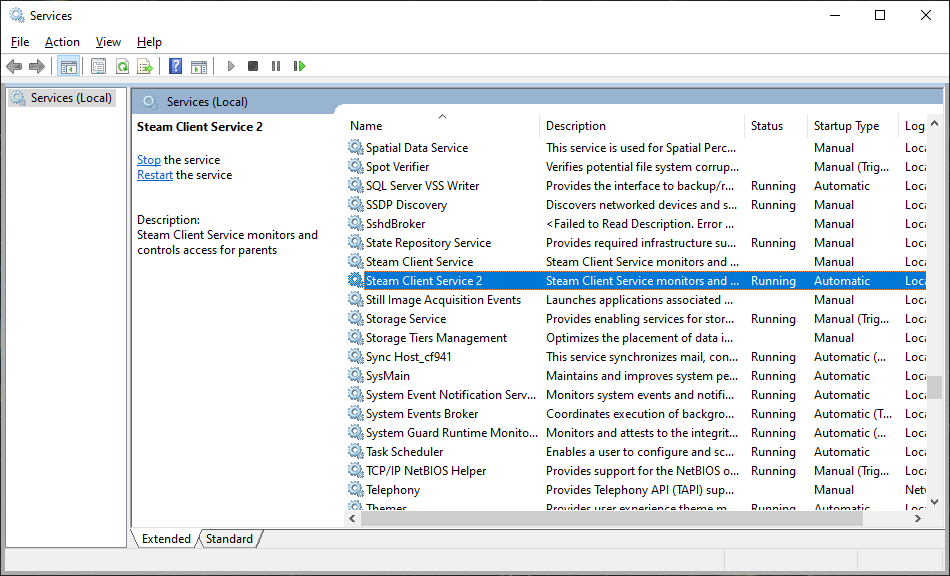 Services
File Action View Help
Services (Local)
Services (Local)
Steam Client Service 2
Stop the service
Restart the service
Description:
Steam Client Service monitors and
controls access for parents
Name Description Status Startup Type Log
Spatial Data Service This service is used for Spatial Perc... Manual Loca
Spot Verifier Verifies potential file system corrup... Manual (Trig... Loca
SQL Server VSS Writer Provides the interface to backup/r... Running Automatic Loca
SSDP Discovery Discovers networked devices and s... Running Manual Loca
SshdBroker <Failed to Read Description. Error ... Manual Loca
State Repository Service Provides required infrastructure su... Running Manual Loca
Steam Client Service Steam Client Service monitors and ... Manual Loca
Steam Client Service 2 Steam Client Service monitors and ... Running Automatic Loca
Still Image Acquisition Events Launches applications associated ... Manual Loca
Storage Service Provides enabling services for stor... Running Manual (Trig... Loca
Storage Tiers Management Optimizes the placement of data i... Manual Loca
Sync Host_cf941 This service synchronizes mail, con... Running Automatic (... Loca
SysMain Maintains and improves system pe... Running Automatic Loca
System Event Notification Serv... Monitors system events and notifi... Running Automatic Loca
System Events Broker Coordinates execution of backgro... Running Automatic (T... Loca
System Guard Runtime Monito... Monitors and attests to the integrit... Running Automatic (... Loca
Task Scheduler Enables a user to configure and sc... Running Automatic Loca
TCP/IP NetBIOS Helper Provides support for the NetBIOS o... Running Manual (Trig... Loca
Telephony Provides Telephony API (TAPI) sup... Manual Netw
Themes Provides user experience theme m... Running Automatic Loca
Extended Standard